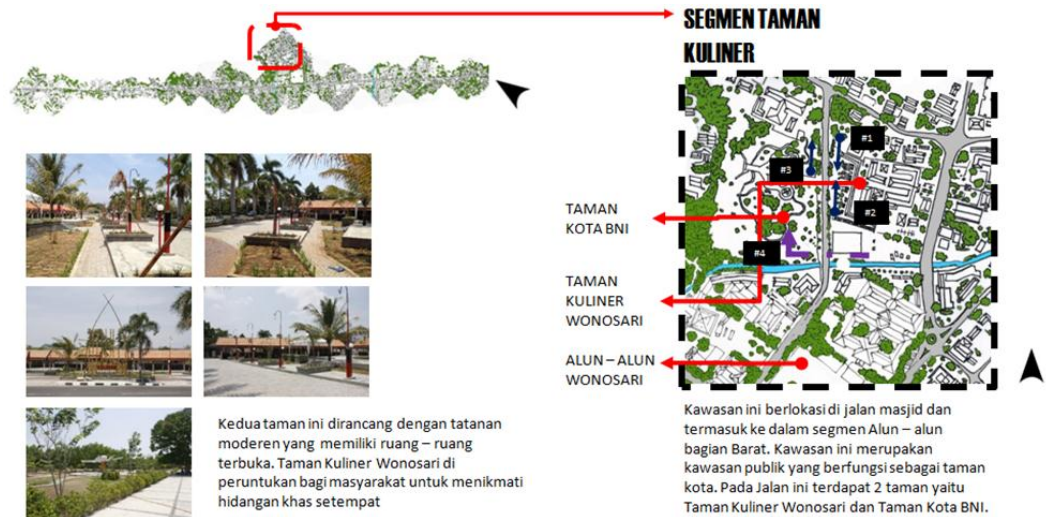 SEGMEN TAMAN
KULINER
#1
#3
#2
#4
TAMAN
KOTA BNI
TAMAN
KULINER
WONOSARI
ALUN – ALUN
WONOSARI
Kedua taman ini dirancang dengan tatanan
moderen yang memiliki ruang – ruang
terbuka. Taman Kuliner Wonosari di
peruntukan bagi masyarakat untuk menikmati
hidangan khas setempat
Kawasan ini berlokasi di jalan masjid dan
termasuk ke dalam segmen Alun – alun
bagian Barat. Kawasan ini merupakan
kawasan publik yang berfungsi sebagai taman
kota. Pada Jalan ini terdapat 2 taman yaitu
Taman Kuliner Wonosari dan Taman Kota BNI.